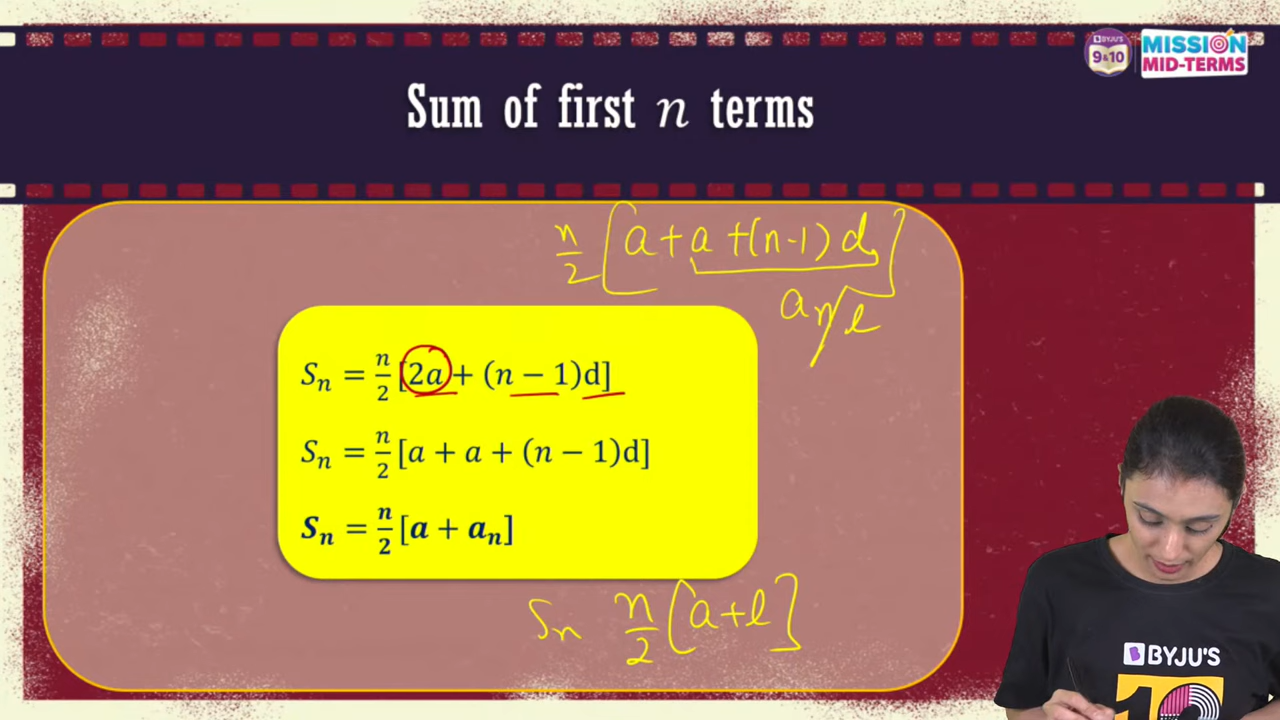 BYJU'S
9&10
MISSION
MID-TERMS
Sum of first n terms
n/2 [a+a+(n-1)d]
aₙ/l
Sₙ = n/2 [2a + (n − 1)d]
Sₙ = n/2 [a + a + (n − 1)d]
Sₙ = n/2 [a + aₙ]
Sₙ n/2 [a+l]
BYJU'S